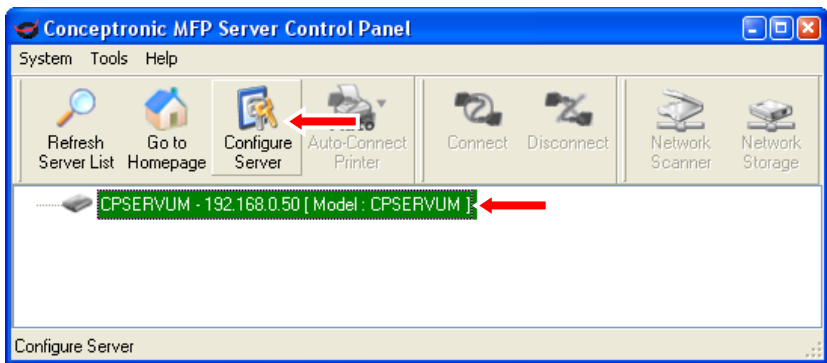 Conceptronic MFP Server Control Panel
System Tools Help
Refresh Server List
Go to Homepage
Configure Server
Auto-Connect Printer
Connect
Disconnect
Network Scanner
Network Storage
CPSERVUM - 192.168.0.50 [ Model : CPSERVUM ]
Configure Server